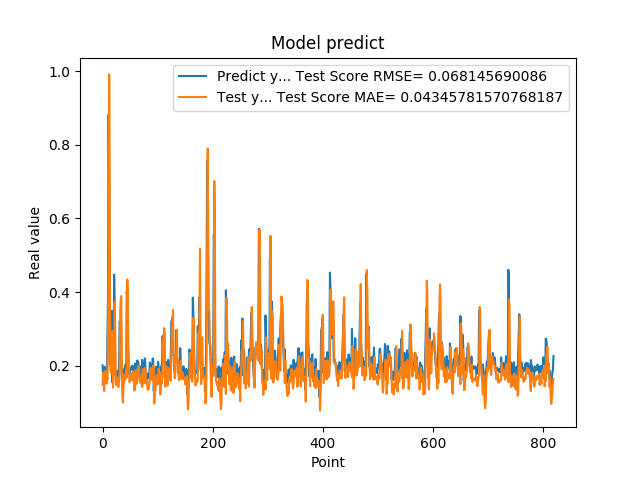 Model predict
Predict y... Test Score RMSE= 0.068145690086
Test y... Test Score MAE= 0.04345781570768187
1.0
0.8
0.6
0.4
0.2
Real value
0
200
400
600
800
Point